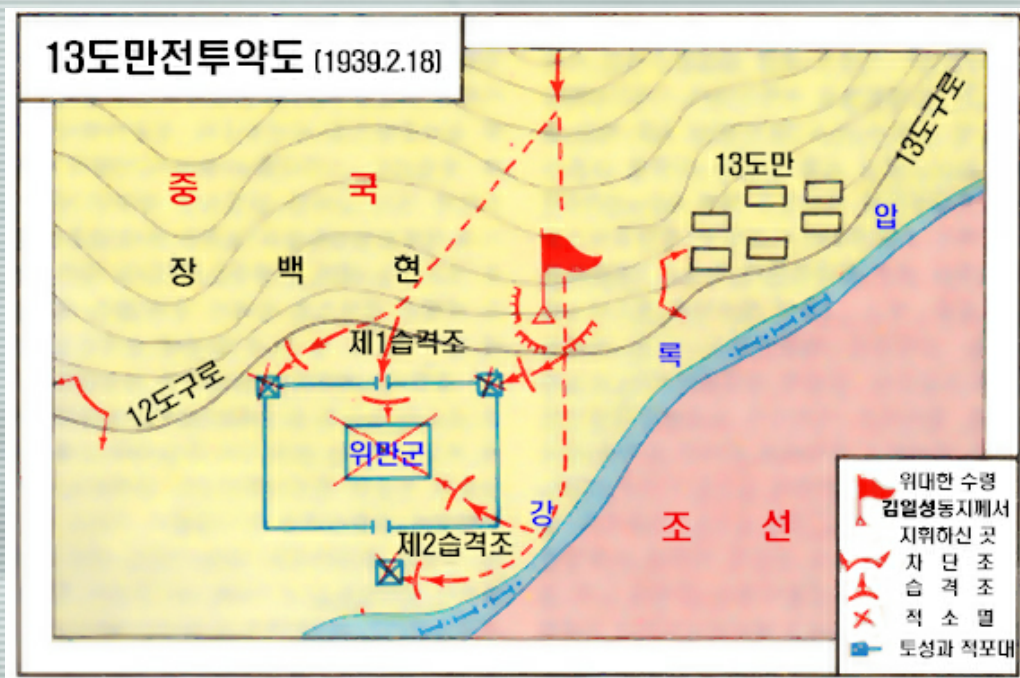 13도만전투약도 (1939.2.18)
중 국
장 백 현
13도만
13도구로
12도구로
압
록
강
제1습격조
위만군
제2습격조
조 선
위대한 수령
김일성동지께서
지휘하신 곳
차 단 조
습 격 조
적 소 멸
토성과 적포대